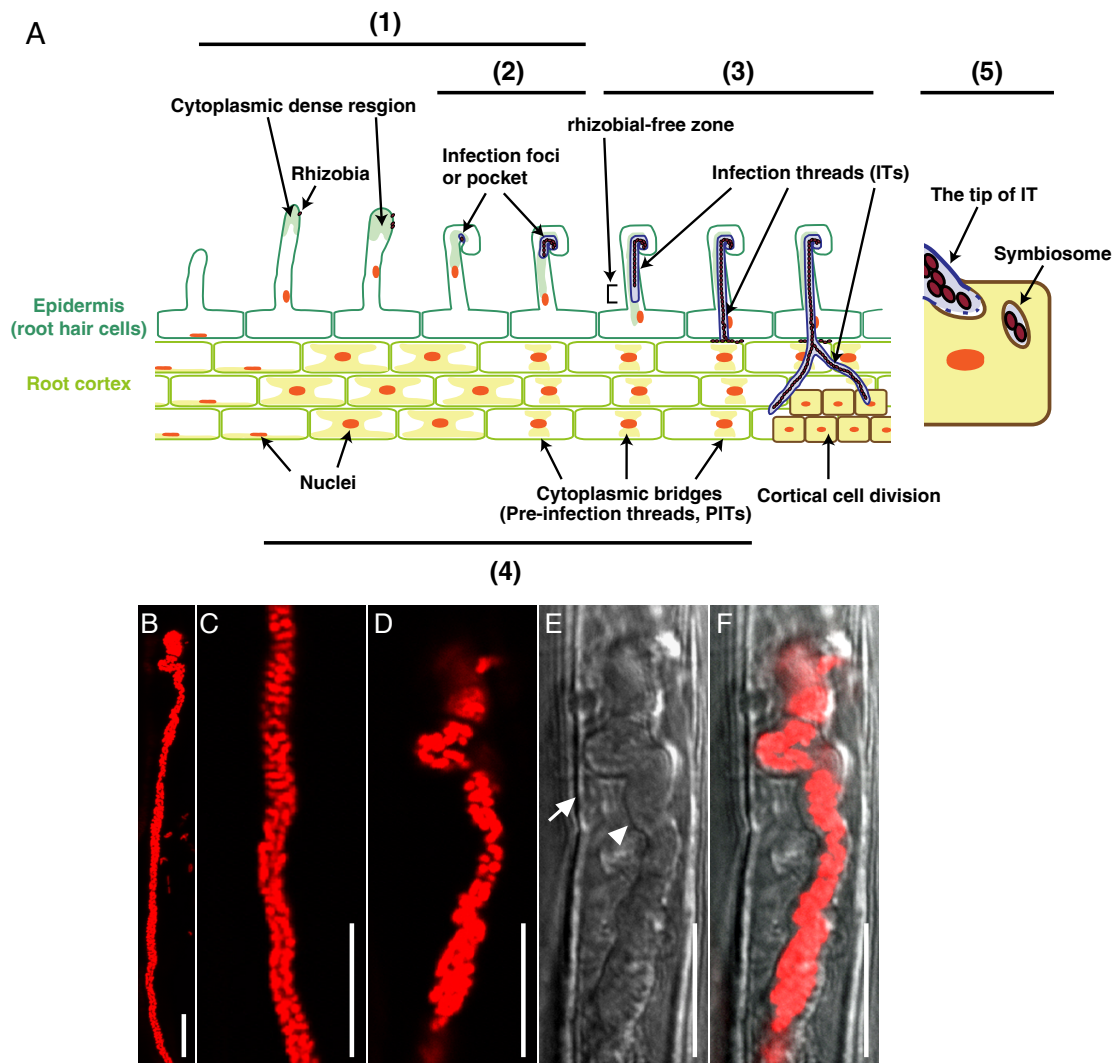 A
(1)
(2)
(3)
(5)
Cytoplasmic dense resgion
rhizobial-free zone
Rhizobia
Infection foci
or pocket
Infection threads (ITs)
The tip of IT
Symbiosome
Epidermis
(root hair cells)
Root cortex
Nuclei
Cytoplasmic bridges
(Pre-infection threads, PITs)
Cortical cell division
(4)
B
C
D
E
F